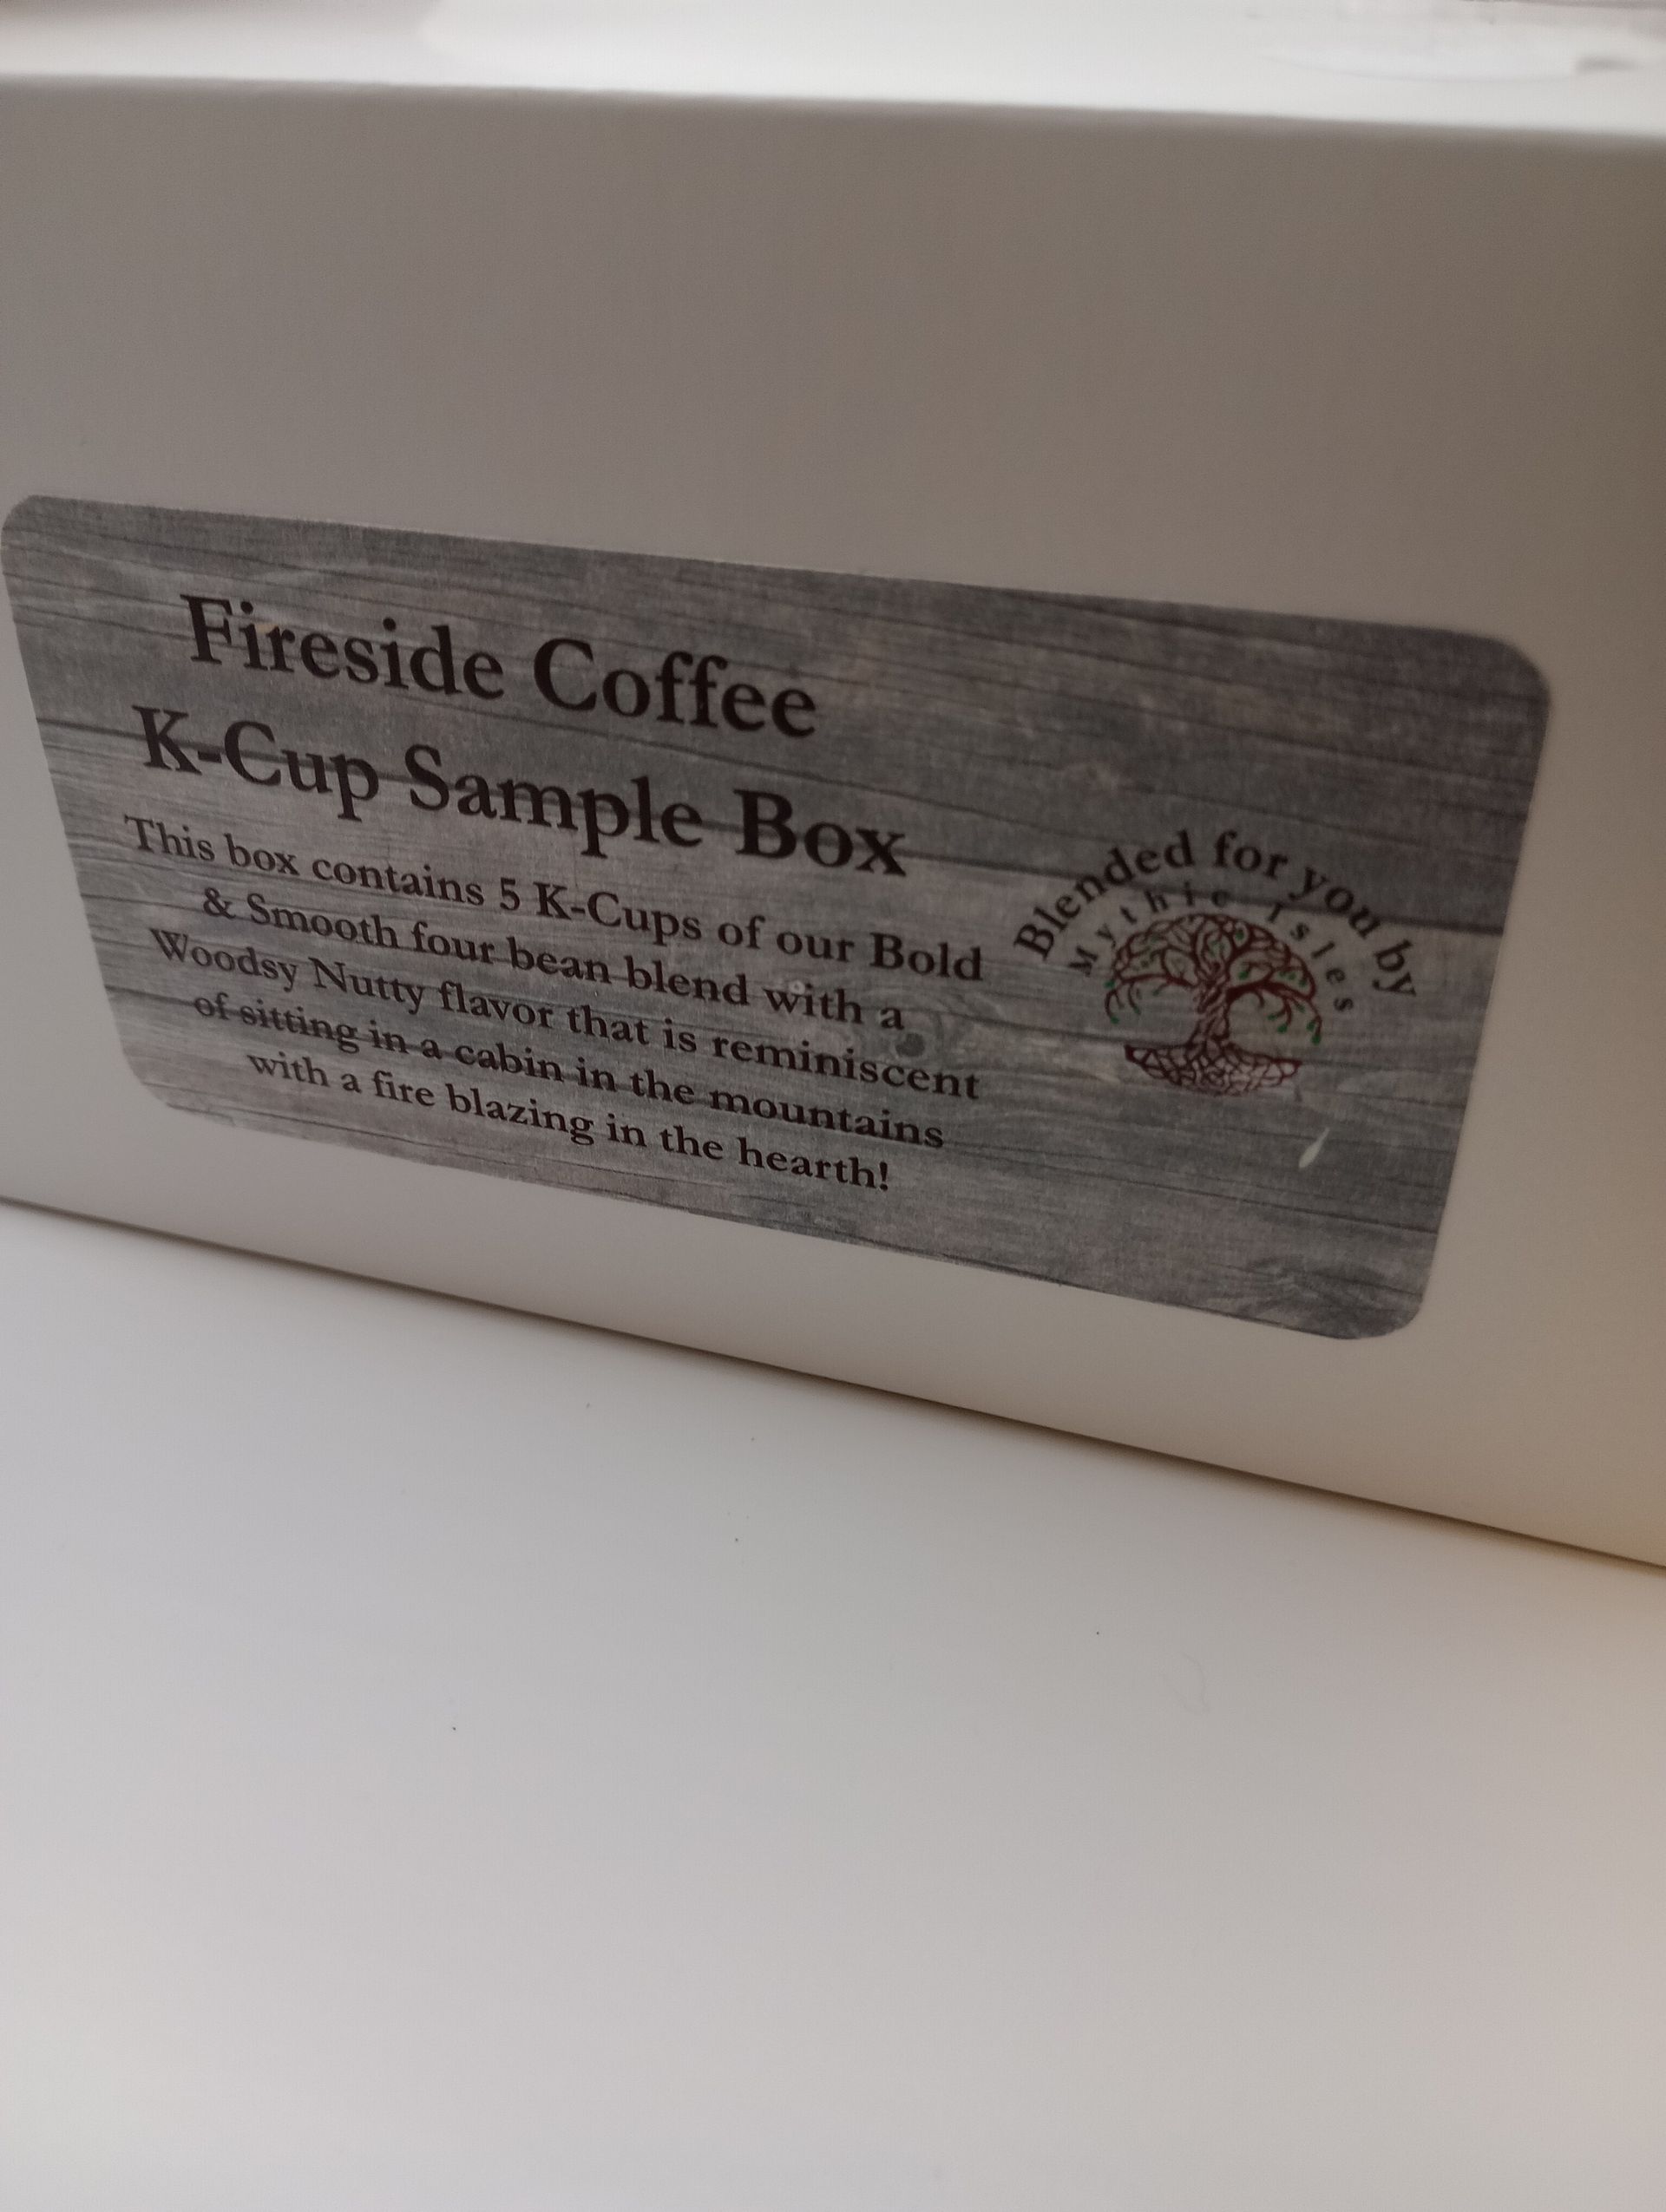 Fireside Coffee
K-Cup Sample Box
This box contains 5 K-Cups of our Bold
& Smooth four bean blend with a
Woodsy Nutty flavor that is reminiscent
of sitting in a cabin in the mountains
with a fire blazing in the hearth!
Blended for you by
Mythic Isles